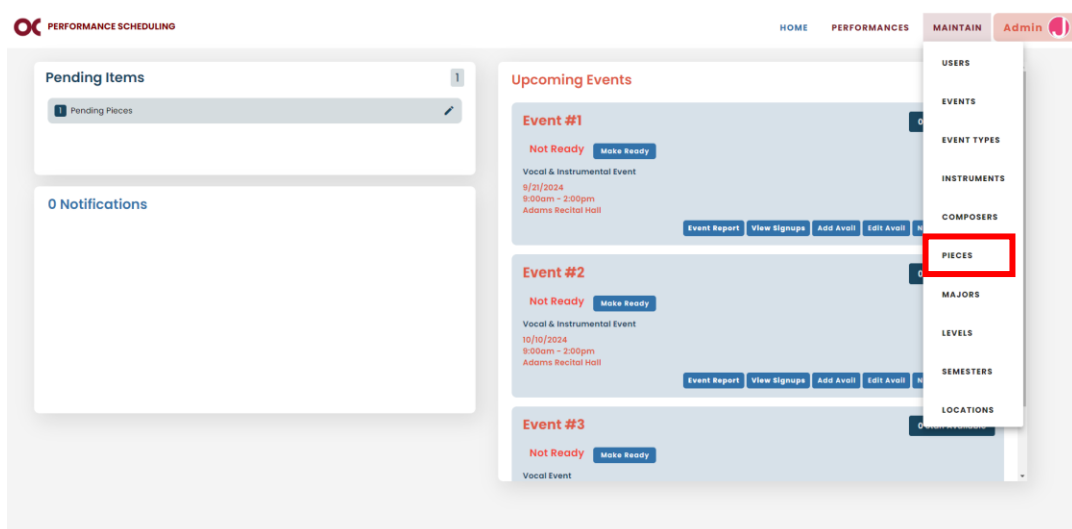 OC PERFORMANCE SCHEDULING
HOME PERFORMANCES MAINTAIN Admin J
USERS
EVENTS
EVENT TYPES
INSTRUMENTS
COMPOSERS
PIECES
MAJORS
LEVELS
SEMESTERS
LOCATIONS
Pending Items 1
1 Pending Pieces
0 Notifications
Upcoming Events
Event #1
0
Not Ready Make Ready
Vocal & Instrumental Event
9/21/2024
9:00am - 2:00pm
Adams Recital Hall
Event Report View Signups Add Avail Edit Avail
Event #2
0
Not Ready Make Ready
Vocal & Instrumental Event
10/10/2024
9:00am - 2:00pm
Adams Recital Hall
Event Report View Signups Add Avail Edit Avail
Event #3
0
Not Ready Make Ready
Vocal Event